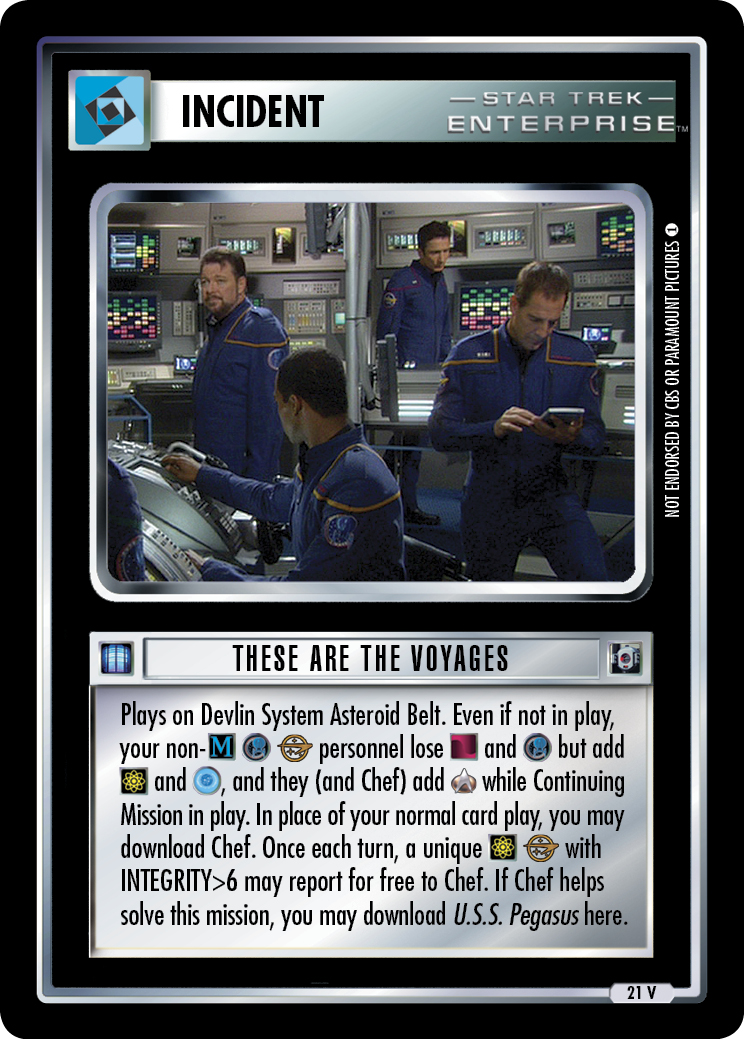 INCIDENT
— STAR TREK —
ENTERPRISE™
NOT ENDORSED BY CBS OR PARAMOUNT PICTURES 1
THESE ARE THE VOYAGES
Plays on Devlin System Asteroid Belt. Even if not in play,
your non-M personnel lose and but add
and , and they (and Chef) add while Continuing
Mission in play. In place of your normal card play, you may
download Chef. Once each turn, a unique with
INTEGRITY>6 may report for free to Chef. If Chef helps
solve this mission, you may download U.S.S. Pegasus here.
21 V